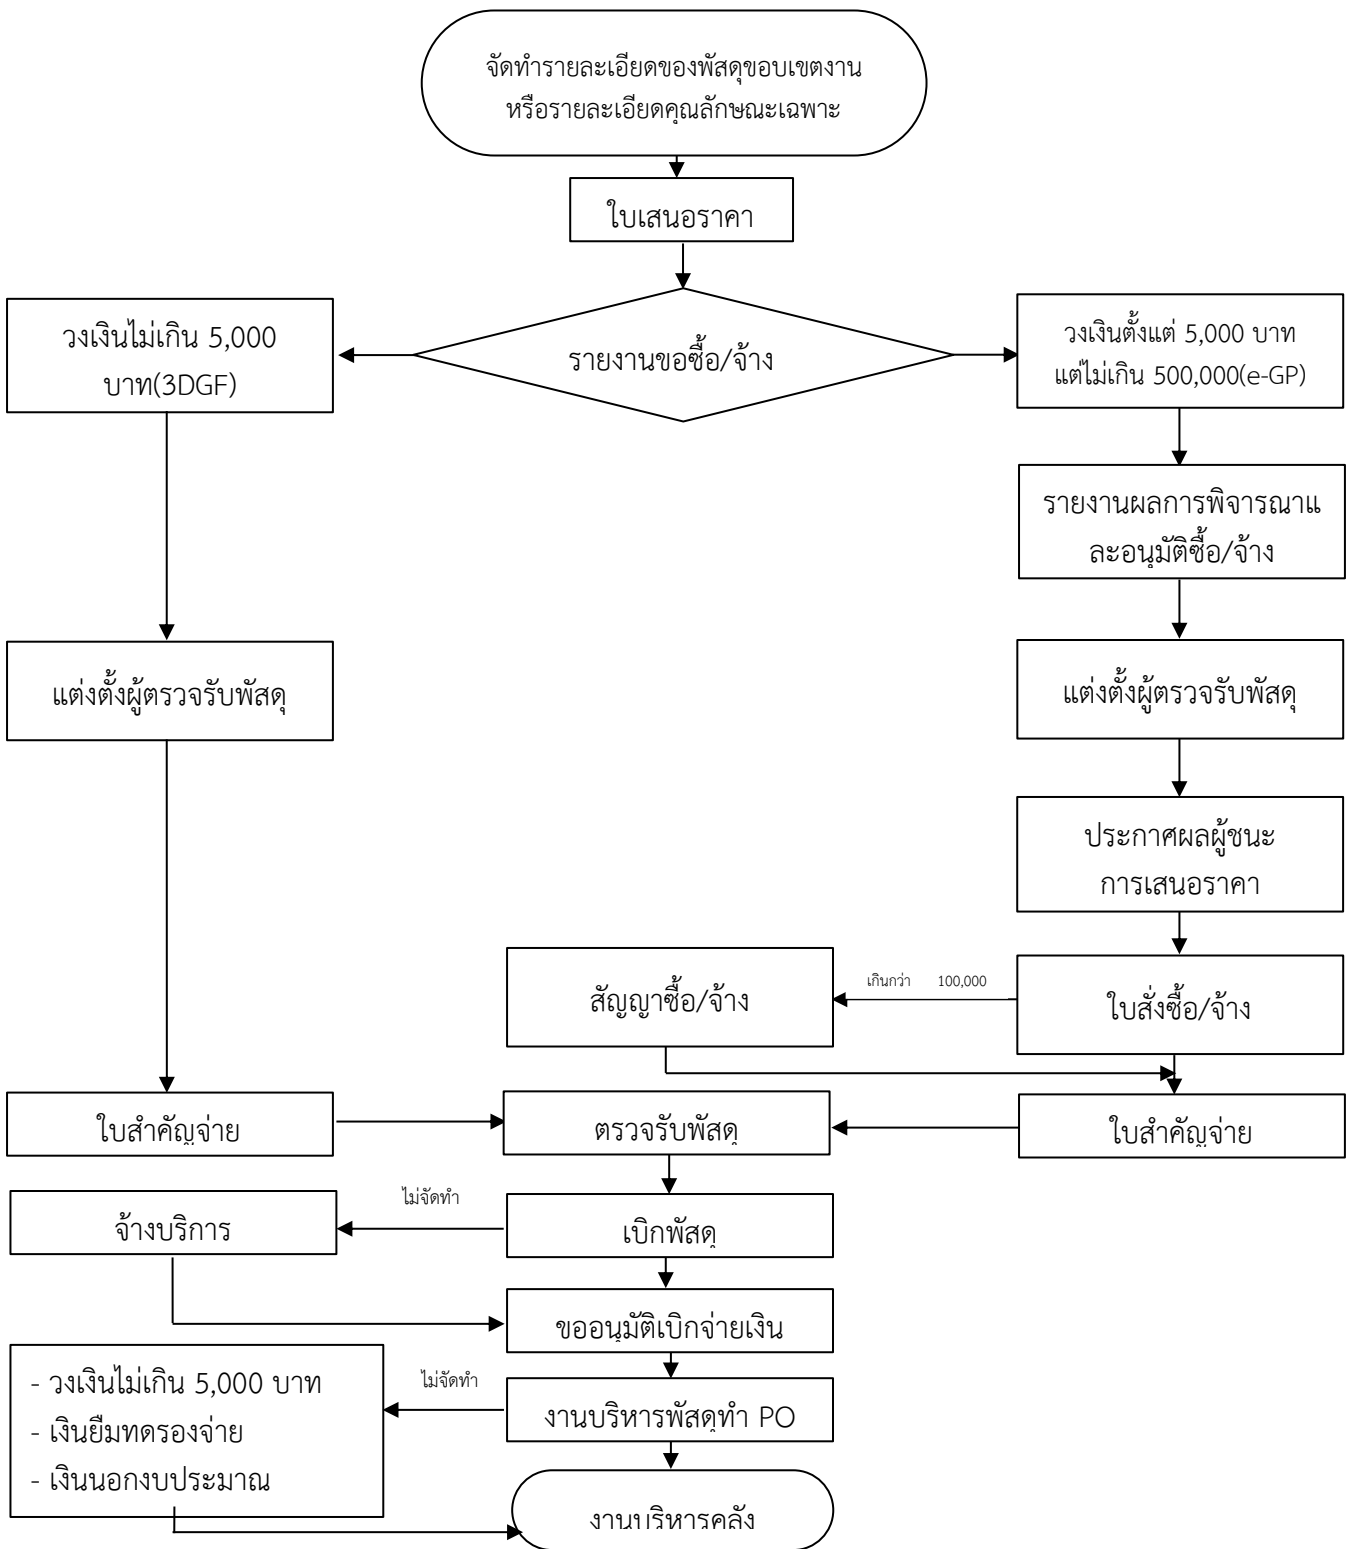 จัดทำรายละเอียดของพัสดุขอบเขตงาน
หรือรายละเอียดคุณลักษณะเฉพาะ
ใบเสนอราคา
วงเงินไม่เกิน 5,000
บาท(3DGF)
รายงานขอซื้อ/จ้าง
วงเงินตั้งแต่ 5,000 บาท
แต่ไม่เกิน 500,000(e-GP)
รายงานผลการพิจารณาแ
ละอนุมัติซื้อ/จ้าง
แต่งตั้งผู้ตรวจรับพัสดุ
แต่งตั้งผู้ตรวจรับพัสดุ
ประกาศผลผู้ชนะ
การเสนอราคา
สัญญาซื้อ/จ้าง
เกินกว่า 100,000
ใบสั่งซื้อ/จ้าง
ใบสำคัญจ่าย
ตรวจรับพัสดุ
ใบสำคัญจ่าย
จ้างบริการ
ไม่จัดทำ
เบิกพัสดุ
ขออนุมัติเบิกจ่ายเงิน
- วงเงินไม่เกิน 5,000 บาท
- เงินยืมทดรองจ่าย
- เงินนอกงบประมาณ
ไม่จัดทำ
งานบริหารพัสดุทำ PO
งานบริหารคลัง